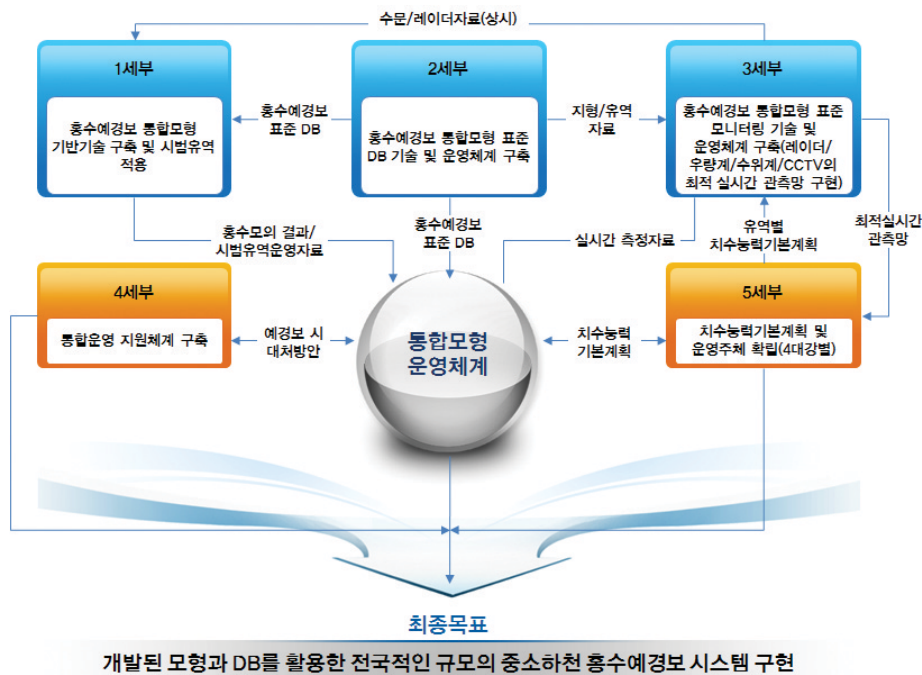 수문/레이더자료(상시)
1세부
홍수예경보 통합모형
기반기술 구축 및 시범유역
적용
홍수예경보
표준 DB
2세부
홍수예경보 통합모형 표준
DB 기술 및 운영체계 구축
지형/유역
자료
3세부
홍수예경보 통합모형 표준
모니터링 기술 및
운영체계 구축(레이더/
우량계/수위계/CCTV의
최적 실시간 관측망 구현)
홍수모의 결과/
시범유역운영자료
홍수예경보
표준 DB
실시간 측정자료
유역별
치수능력기본계획
최적실시간
관측망
4세부
통합운영 지원체계 구축
예경보 시
대처방안
통합모형
운영체계
치수능력
기본계획
5세부
치수능력기본계획 및
운영주체 확립(4대강별)
최종목표
개발된 모형과 DB를 활용한 전국적인 규모의 중소하천 홍수예경보 시스템 구현